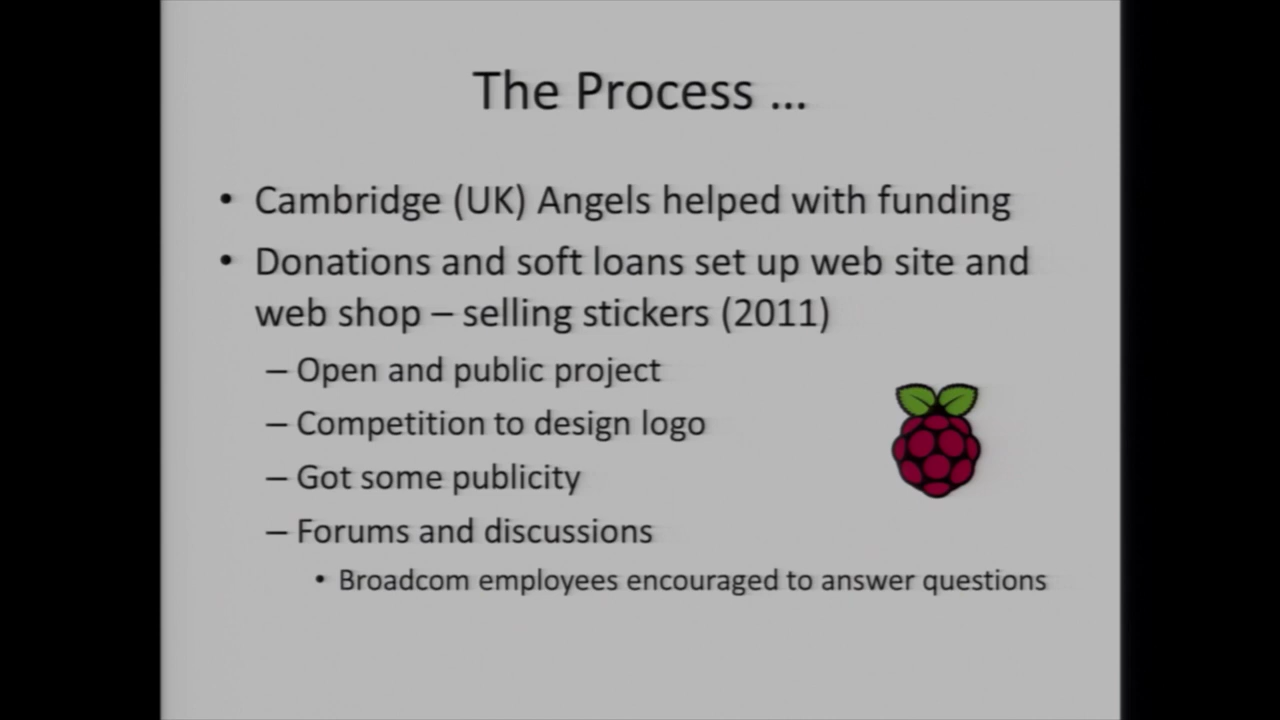 The Process ...
• Cambridge (UK) Angels helped with funding
• Donations and soft loans set up web site and
web shop – selling stickers (2011)
– Open and public project
– Competition to design logo
– Got some publicity
– Forums and discussions
• Broadcom employees encouraged to answer questions